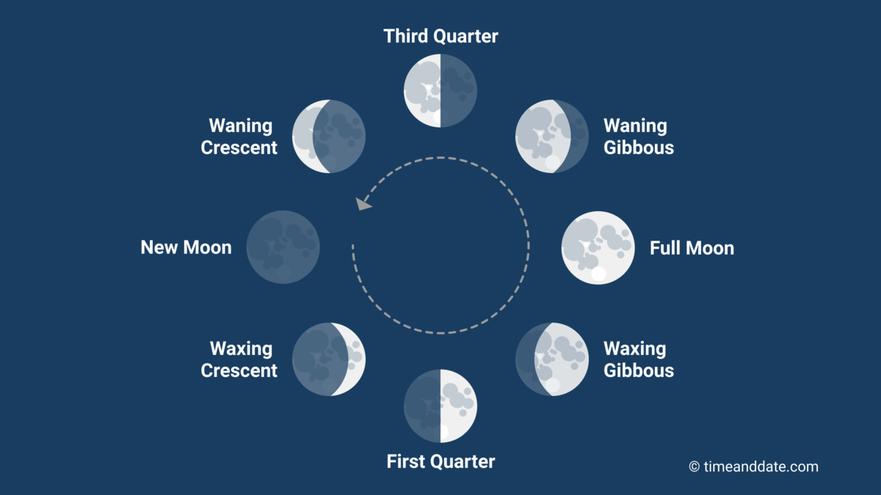 Third Quarter
Waning
Crescent
Waning
Gibbous
New Moon
Full Moon
Waxing
Crescent
Waxing
Gibbous
First Quarter
© timeanddate.com